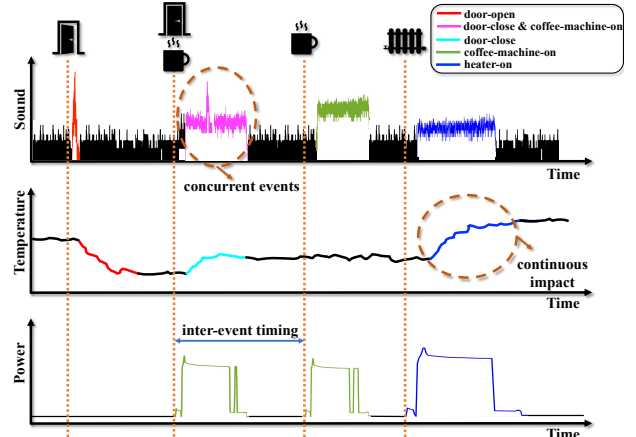 door-open
door-close & coffee-machine-on
door-close
coffee-machine-on
heater-on
Sound
Time
concurrent events
Temperature
continuous
impact
Time
inter-event timing
Power
Time